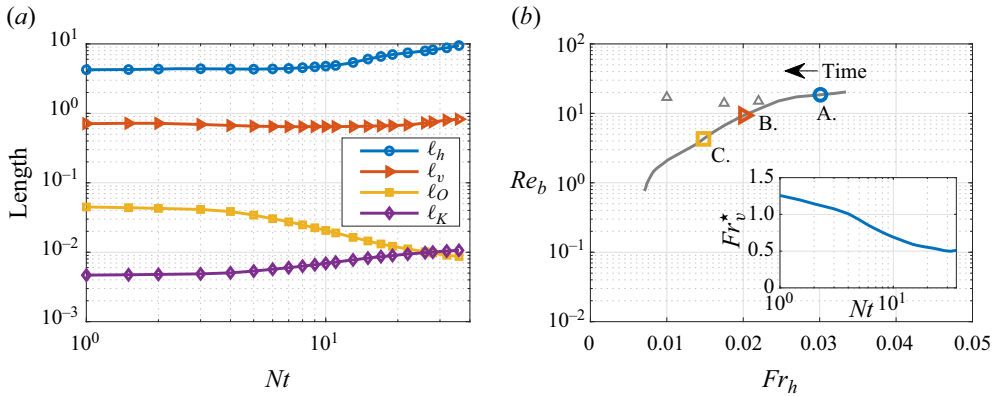 (a)
10^1
10^0
10^-1
10^-2
10^-3
Length
10^0
10^1
Nt
ℓ_h
ℓ_v
ℓ_O
ℓ_K
(b)
10^2
10^1
10^0
10^-1
10^-2
Re_b
0
0.01
0.02
0.03
0.04
0.05
Fr_h
Time
A.
B.
C.
1.5
1.0
0.5
0
Fr_v^★
10^0
10^1
Nt